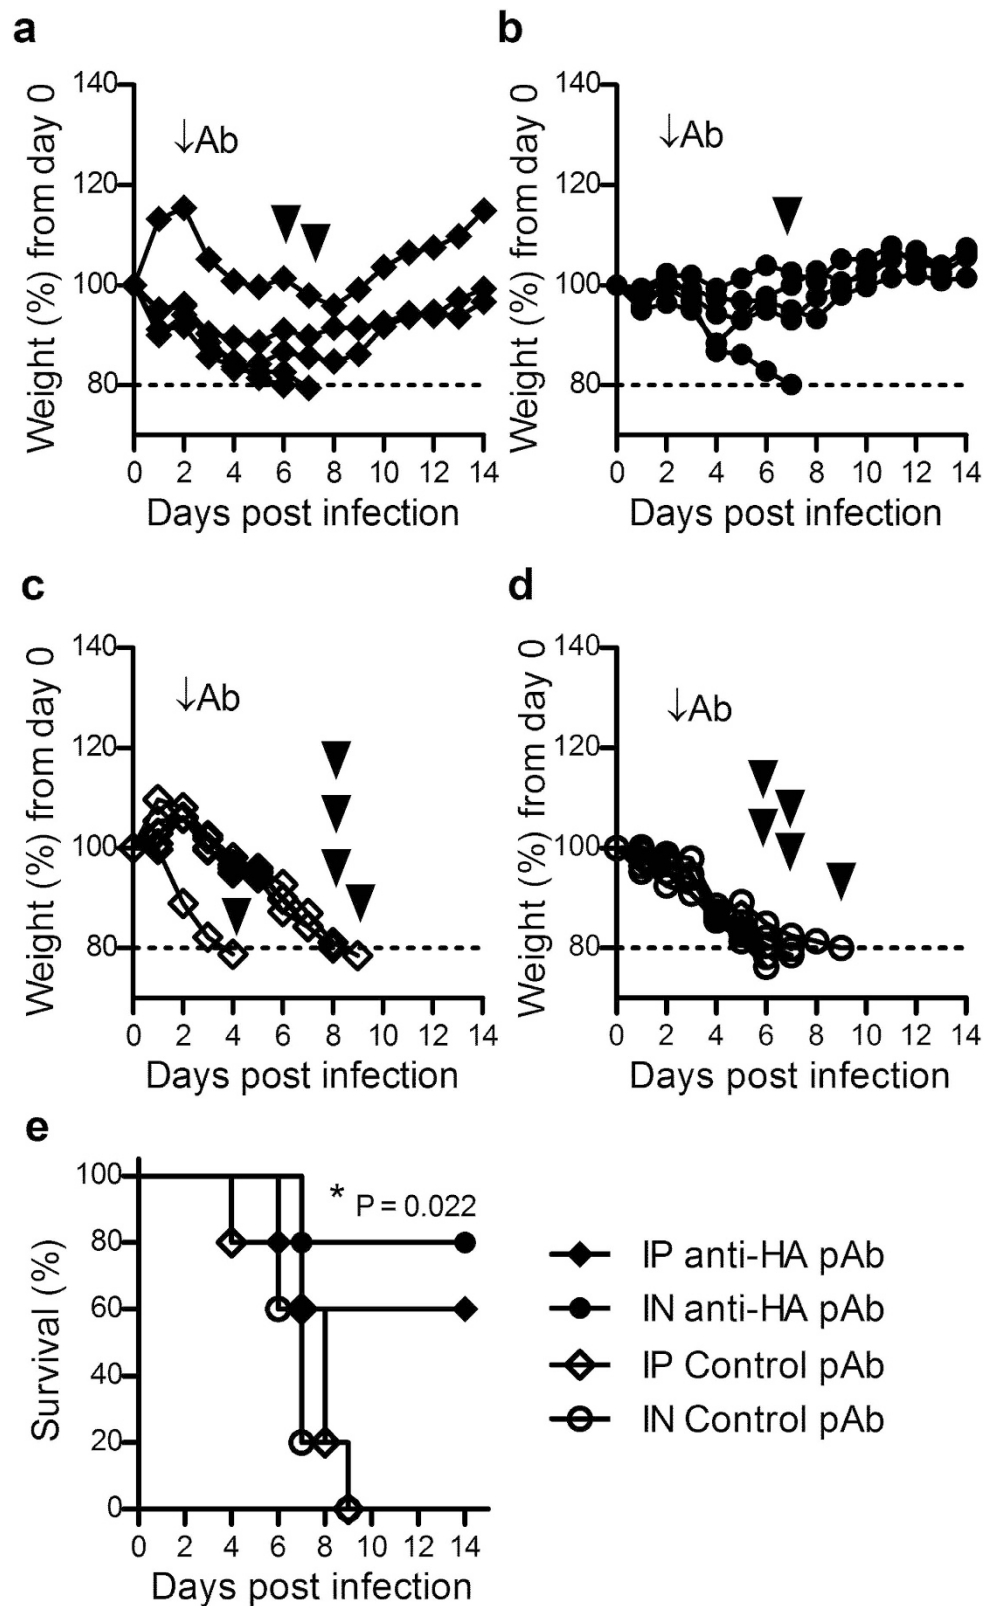 a
Weight (%) from day 0
140
120
100
80
↓Ab
0 2 4 6 8 10 12 14
Days post infection
b
Weight (%) from day 0
140
120
100
80
↓Ab
0 2 4 6 8 10 12 14
Days post infection
c
Weight (%) from day 0
140
120
100
80
↓Ab
0 2 4 6 8 10 12 14
Days post infection
d
Weight (%) from day 0
140
120
100
80
↓Ab
0 2 4 6 8 10 12 14
Days post infection
e
Survival (%)
100
80
60
40
20
0
* P = 0.022
0 2 4 6 8 10 12 14
Days post infection
IP anti-HA pAb
IN anti-HA pAb
IP Control pAb
IN Control pAb